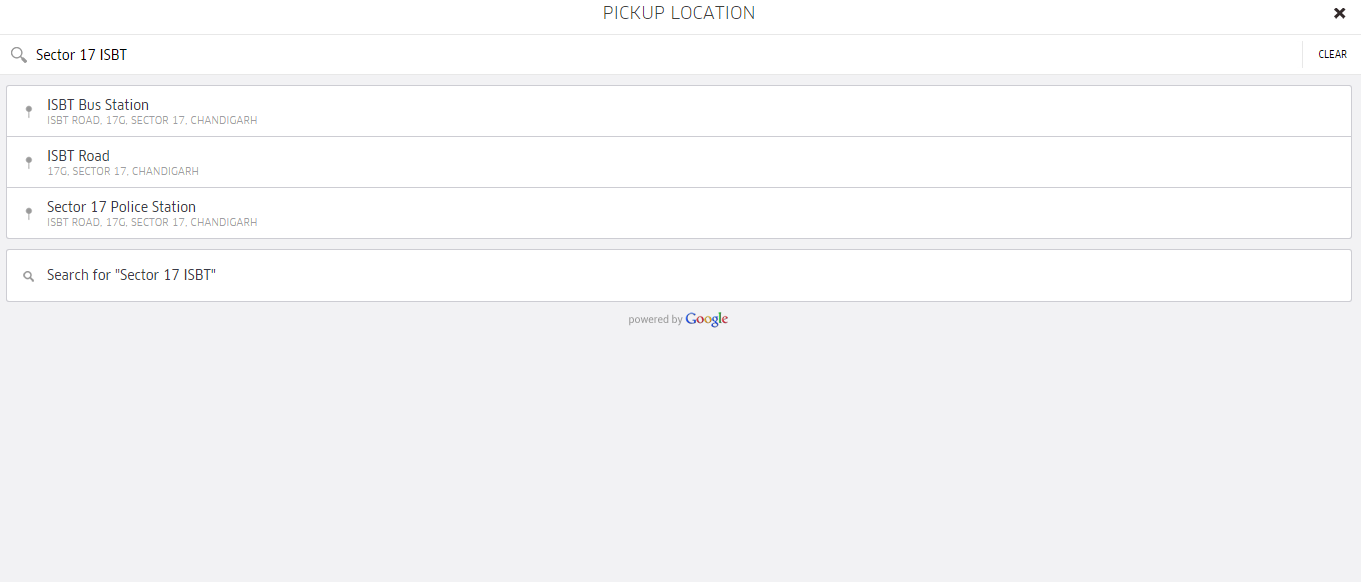 PICKUP LOCATION
Sector 17 ISBT
CLEAR
ISBT Bus Station
ISBT ROAD, 17G, SECTOR 17, CHANDIGARH
ISBT Road
17G, SECTOR 17, CHANDIGARH
Sector 17 Police Station
ISBT ROAD, 17G, SECTOR 17, CHANDIGARH
Search for "Sector 17 ISBT"
powered by Google